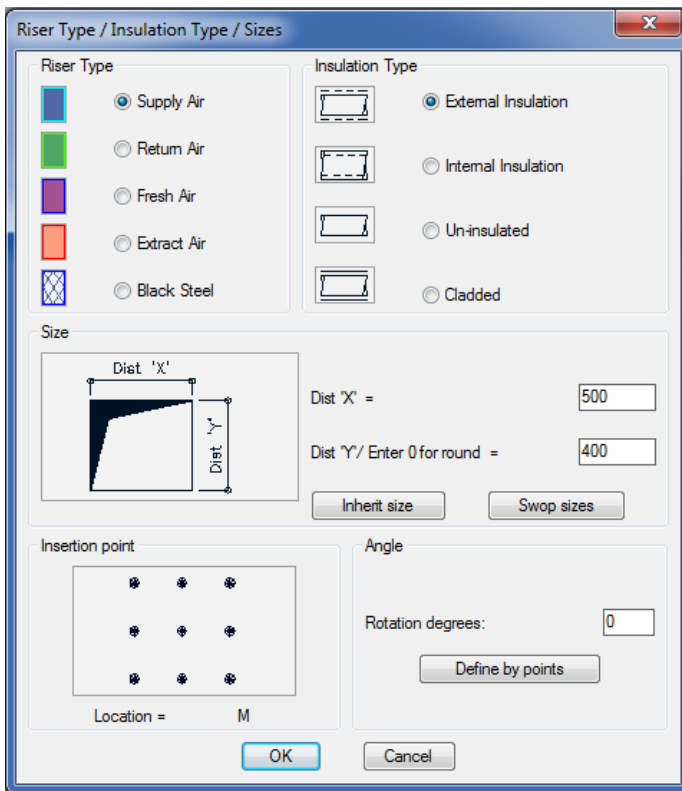 Riser Type / Insulation Type / Sizes
Riser Type
Supply Air
Return Air
Fresh Air
Extract Air
Black Steel
Insulation Type
External Insulation
Internal Insulation
Un-insulated
Cladded
Size
Dist 'X'
Dist 'Y'
Dist 'X' = 500
Dist 'Y'/ Enter 0 for round = 400
Inherit size Swop sizes
Insertion point
Location = M
Angle
Rotation degrees: 0
Define by points
OK Cancel